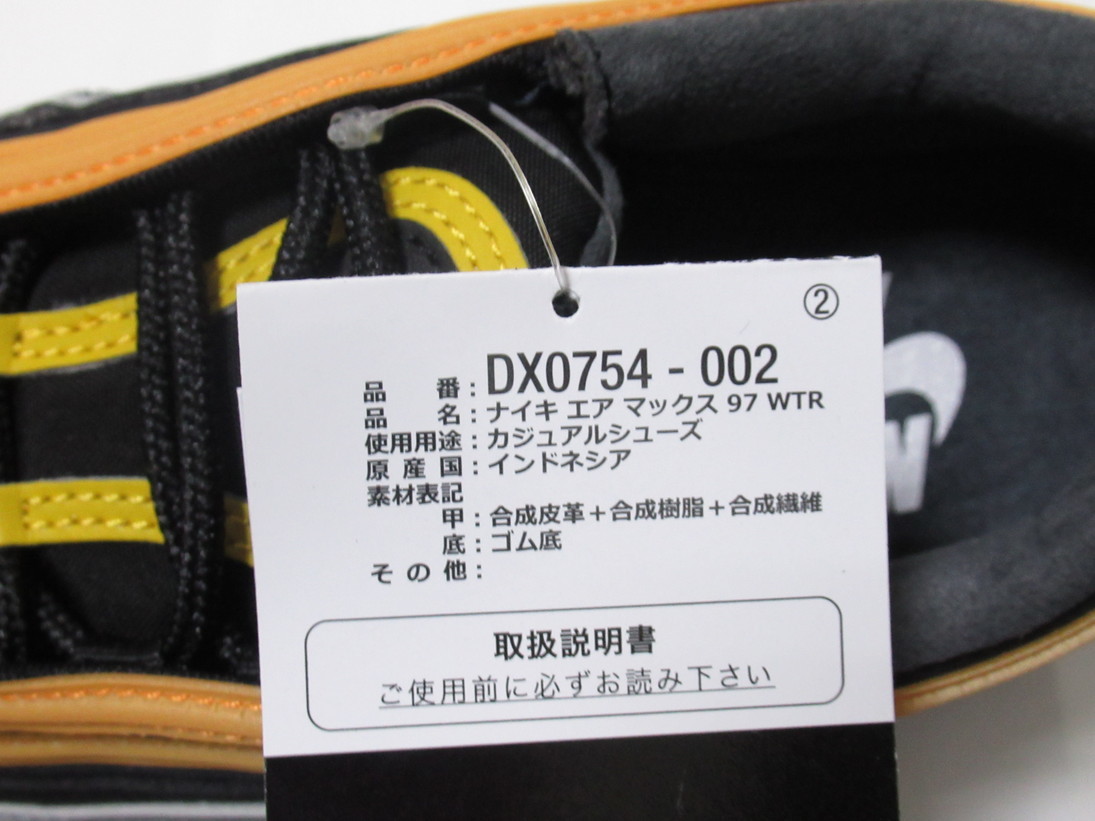 ②
品番：DX0754 - 002
品名：ナイキ エア マックス 97 WTR
使用用途：カジュアルシューズ
原産国：インドネシア
素材表記
甲：合成皮革＋合成樹脂＋合成繊維
底：ゴム底
その他：
取扱説明書
ご使用前に必ずお読み下さい